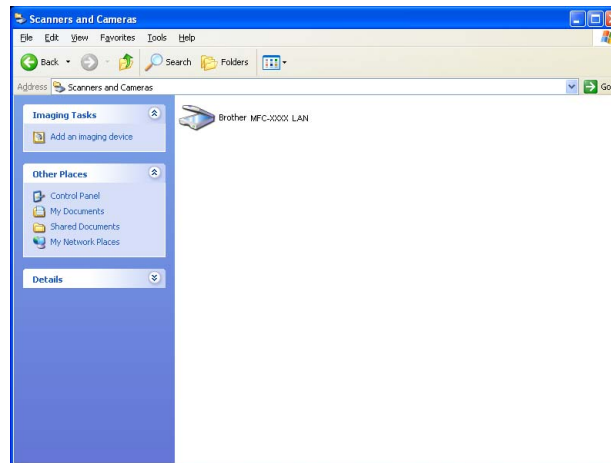 Scanners and Cameras
File Edit View Favorites Tools Help
Back Search Folders
Address Scanners and Cameras Go
Imaging Tasks
Add an imaging device
Other Places
Control Panel
My Documents
Shared Documents
My Network Places
Details
Brother MFC-XXXX LAN